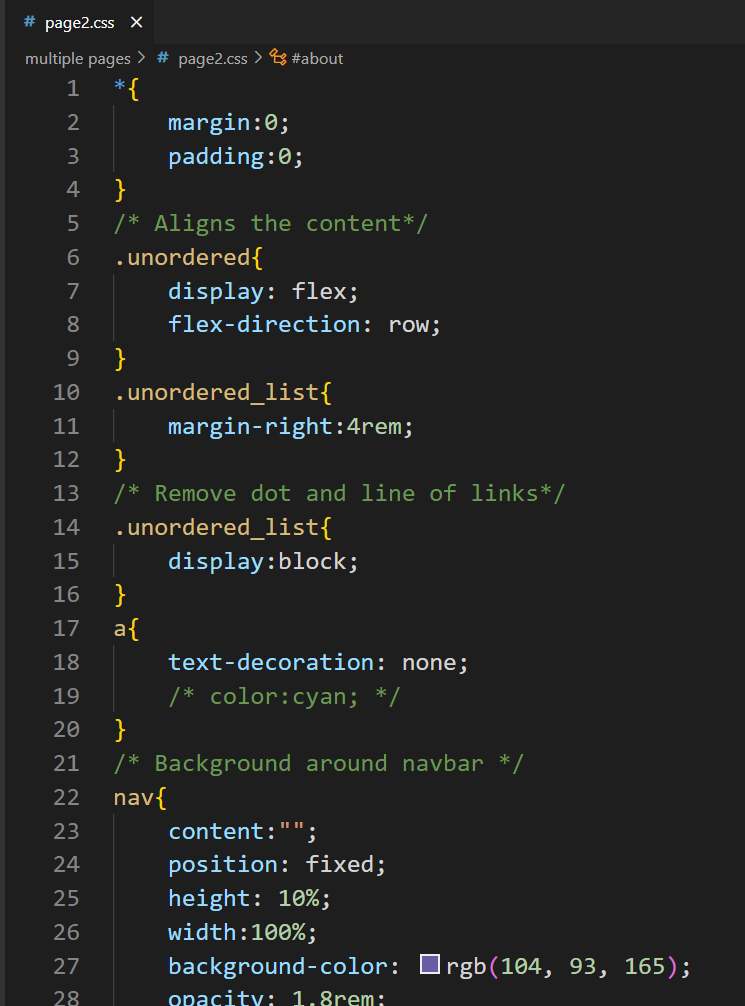 # page2.css ×
multiple pages > # page2.css > #about
1 *{
2 margin:0;
3 padding:0;
4 }
5 /* Aligns the content*/
6 .unordered{
7 display: flex;
8 flex-direction: row;
9 }
10 .unordered_list{
11 margin-right:4rem;
12 }
13 /* Remove dot and line of links*/
14 .unordered_list{
15 display:block;
16 }
17 a{
18 text-decoration: none;
19 /* color:cyan; */
20 }
21 /* Background around navbar */
22 nav{
23 content:"";
24 position: fixed;
25 height: 10%;
26 width:100%;
27 background-color: rgb(104, 93, 165);
28 opacity: 1.8rem;